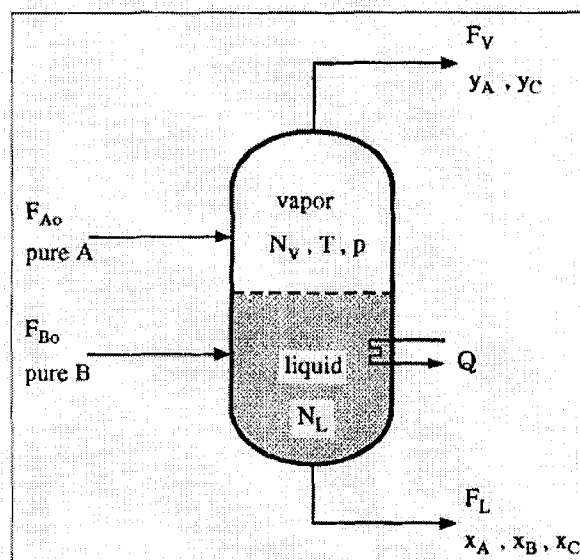 F_V
y_A , y_C
vapor
F_Ao
pure A
N_v , T, p
F_Bo
pure B
liquid
Q
N_L
F_L
x_A , x_B , x_C